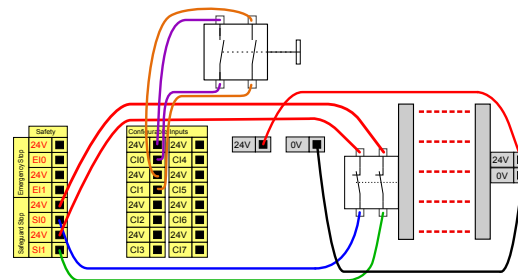 Safety
Emergency Stop
24V
EI0
24V
EI1
Safeguard Stop
24V
SI0
24V
SI1
Configurable Inputs
24V 24V
CI0 CI4
24V 24V
CI1 CI5
24V 24V
CI2 CI6
24V 24V
CI3 CI7
24V
0V
24V
0V